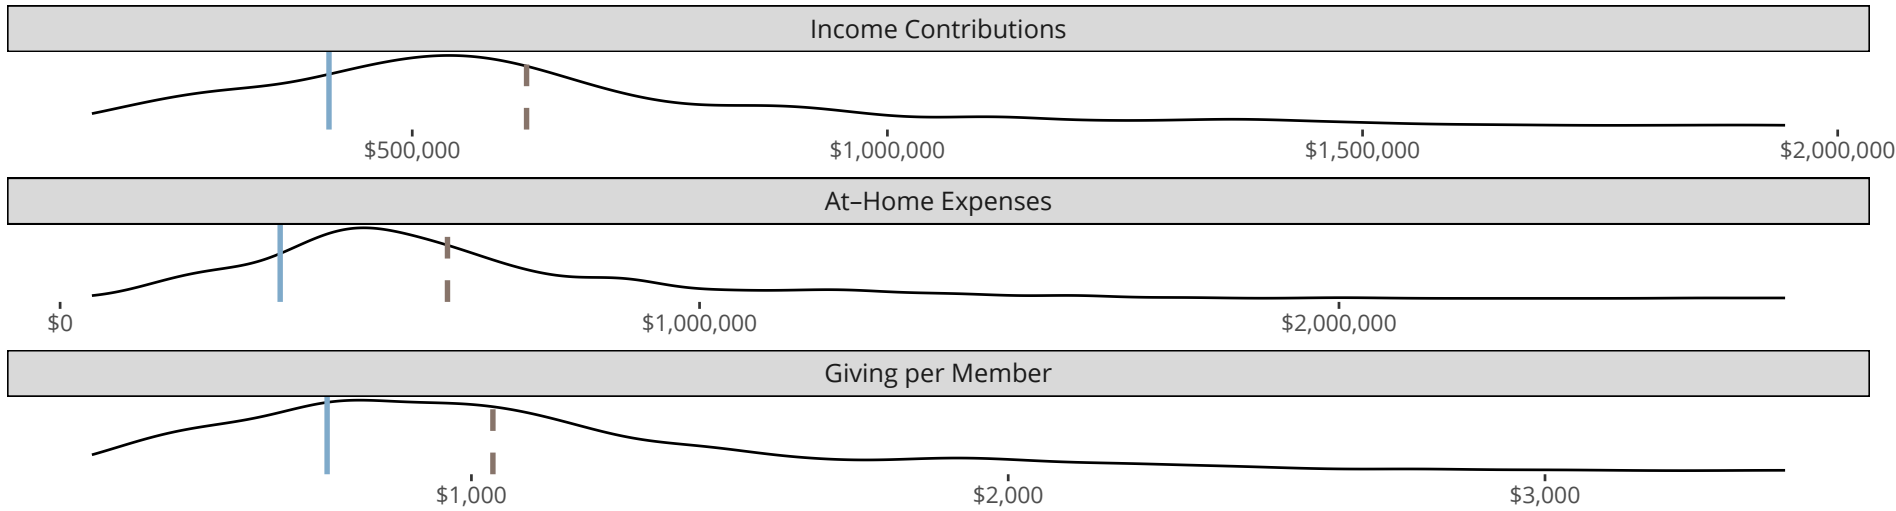 Income Contributions
$500,000 $1,000,000 $1,500,000 $2,000,000
At–Home Expenses
$0 $1,000,000 $2,000,000
Giving per Member
$1,000 $2,000 $3,000